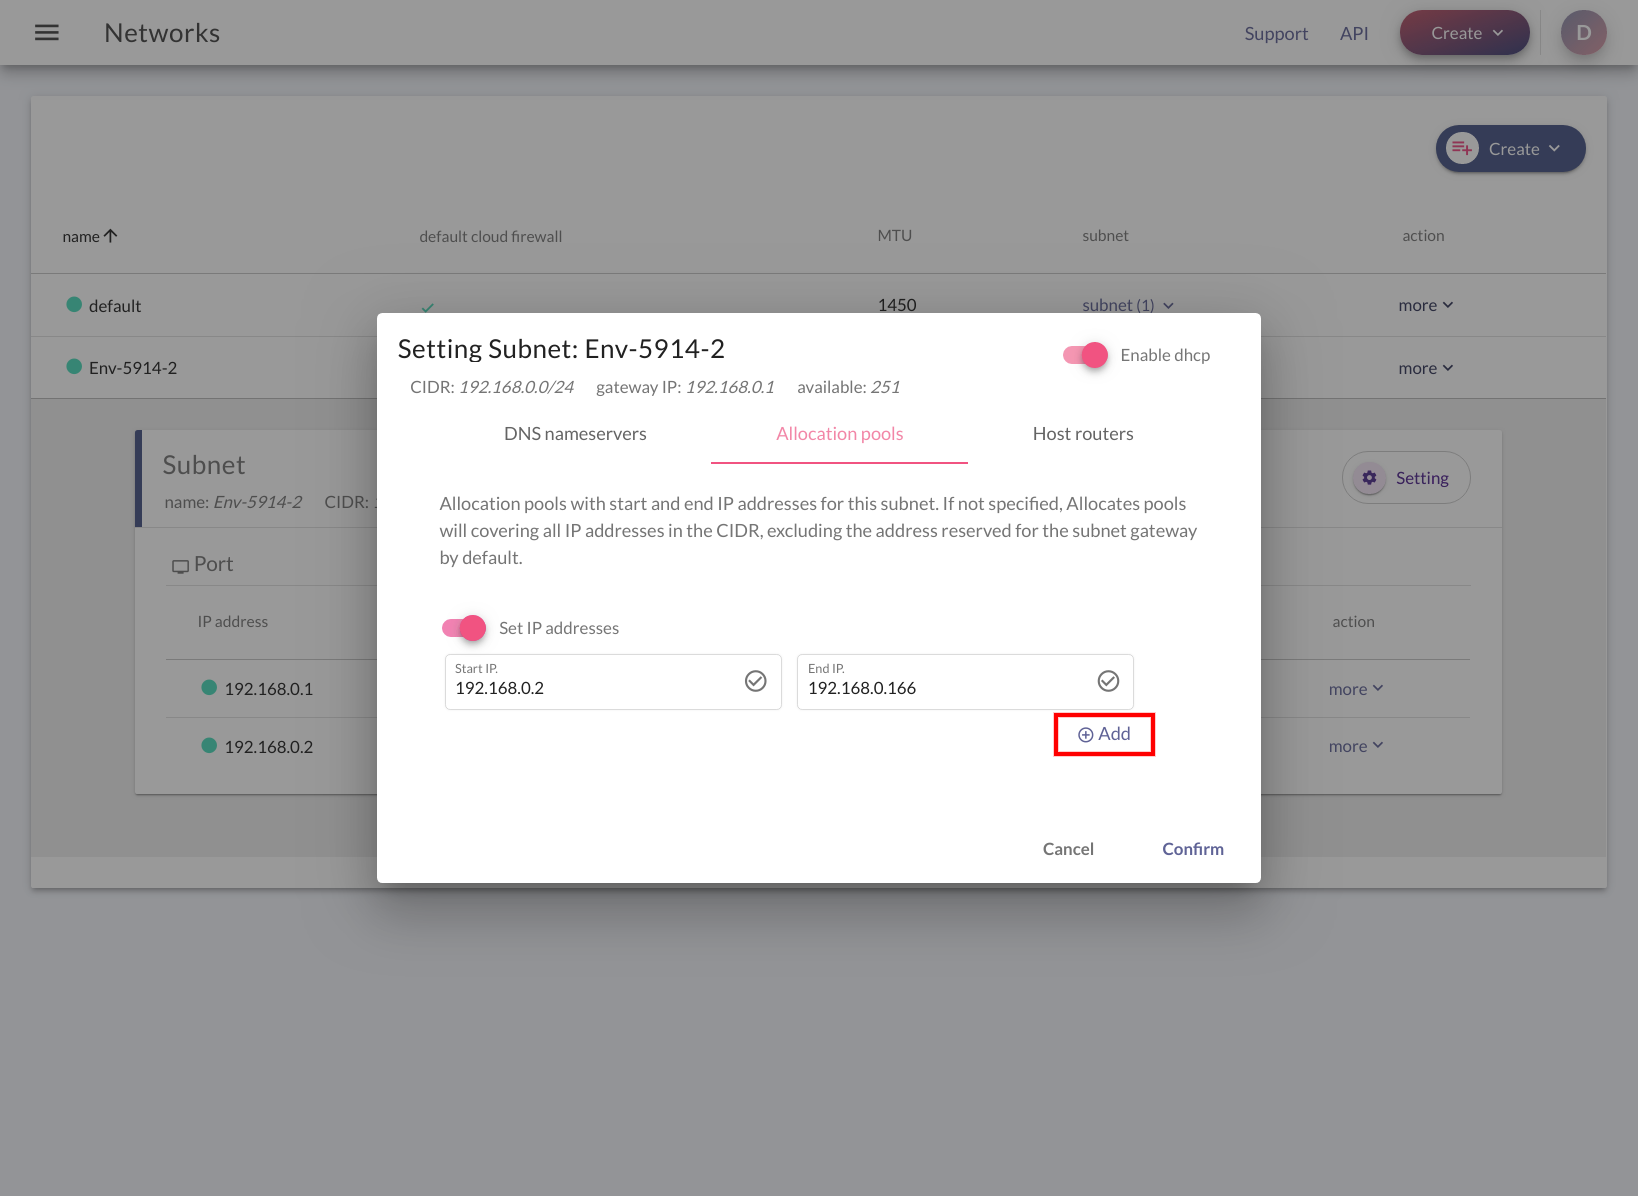 Networks
Support API Create D
Create
name default cloud firewall MTU subnet action
default 1450 subnet (1) more
Env-5914-2 more
Setting Subnet: Env-5914-2 Enable dhcp
CIDR: 192.168.0.0/24 gateway IP: 192.168.0.1 available: 251
DNS nameservers Allocation pools Host routers
Allocation pools with start and end IP addresses for this subnet. If not specified, Allocates pools
will covering all IP addresses in the CIDR, excluding the address reserved for the subnet gateway
by default.
Set IP addresses
Start IP.
192.168.0.2
End IP.
192.168.0.166
Add
Cancel Confirm
Subnet
name: Env-5914-2 CIDR:
Setting
Port
IP address action
192.168.0.1 more
192.168.0.2 more